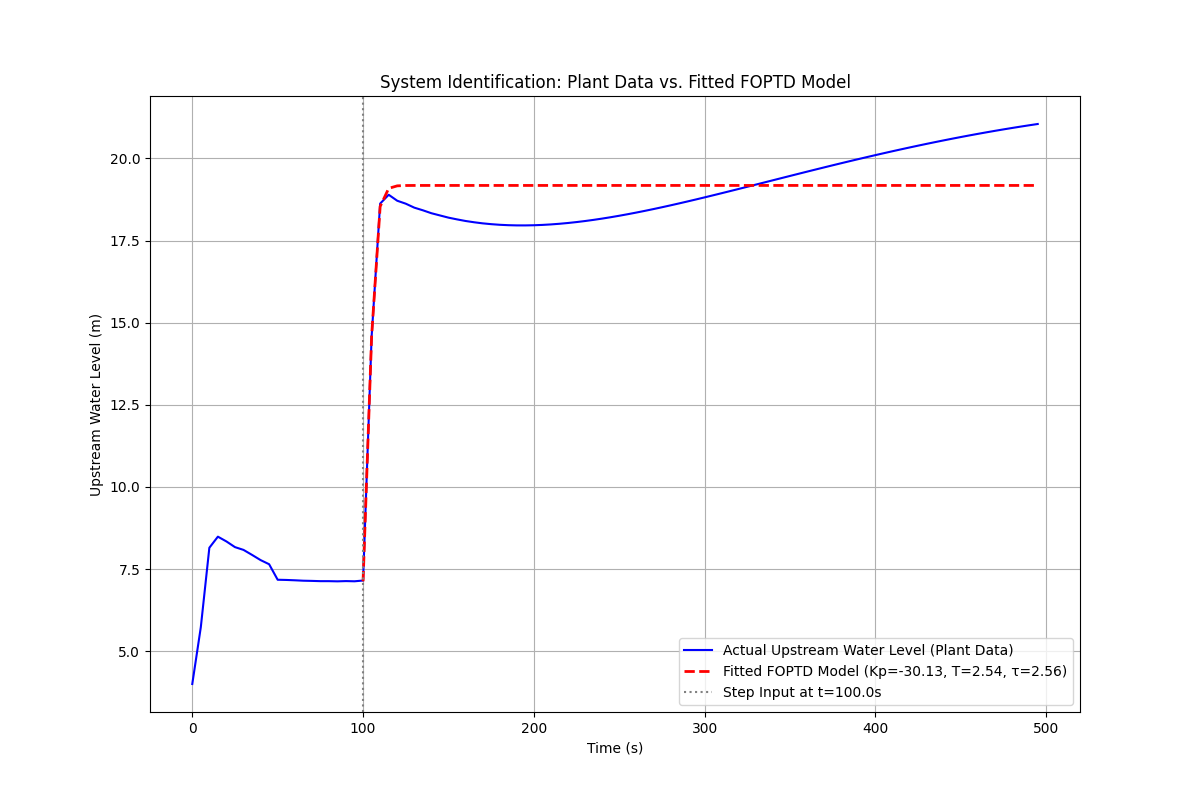 System Identification: Plant Data vs. Fitted FOPTD Model
Upstream Water Level (m)
20.0
17.5
15.0
12.5
10.0
7.5
5.0
Actual Upstream Water Level (Plant Data)
Fitted FOPTD Model (Kp=-30.13, T=2.54, τ=2.56)
Step Input at t=100.0s
0 100 200 300 400 500
Time (s)